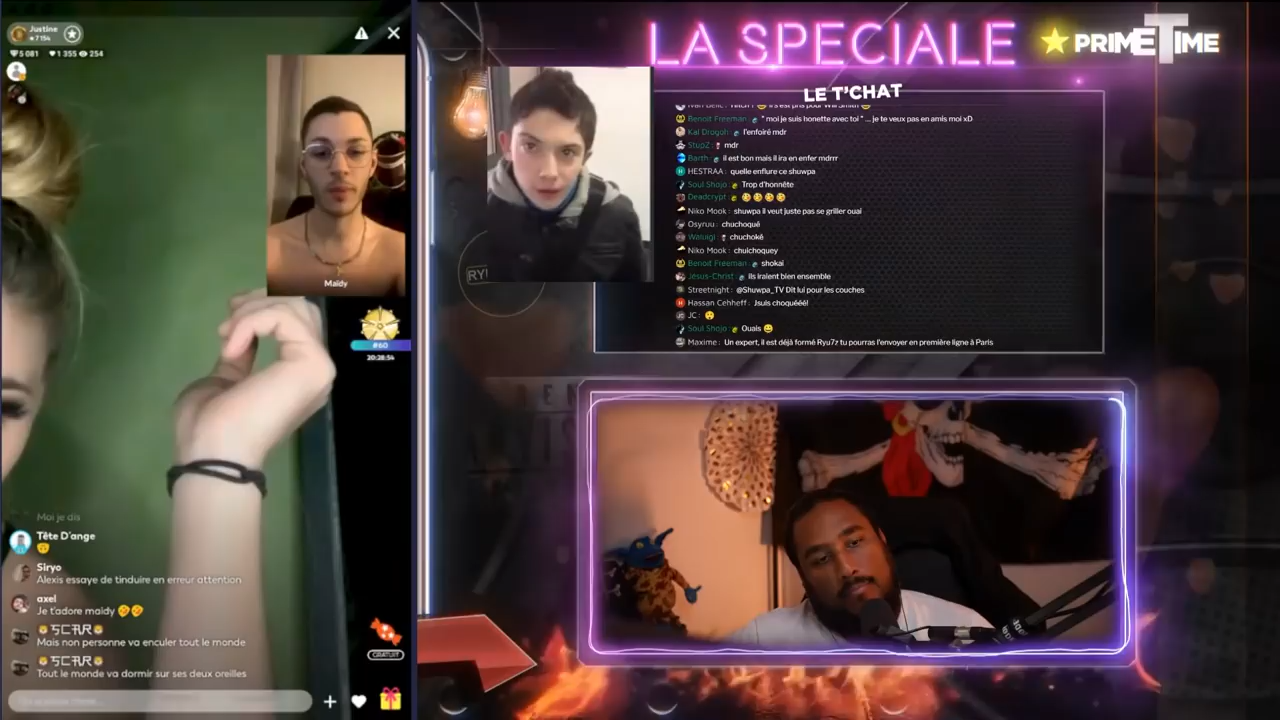 Justine
★7 154
5 081 ♥1 355 254
Maïdy
#60
20:28:54
Moi je dis
Tête D'ange
Siryo
Alexis essaye de tinduire en erreur attention
axel
Je t'adore maidy
Mais non personne va enculer tout le monde
Tout le monde va dormir sur ses deux oreilles
GRATUIT
LA SPECIALE
PRIMETIME
LE T'CHAT
Benoit Freeman : " moi je suis honette avec toi " ... je te veux pas en amis moi xD
Kal Drogoh : l'enfoiré mdr
StupZ : mdr
Barth : il est bon mais il ira en enfer mdrrr
HESTRAA : quelle enflure ce shuwpa
Soul Shojo : Trop d'honnête
Deadcrypt :
Niko Mook : shuwpa il veut juste pas se griller ouai
Osyruu : chuchoqué
Waluigi : chuchoké
Niko Mook : chuichoquey
Benoit Freeman : shokai
Jésus-Christ : ils iraient bien ensemble
Streetnight : @Shuwpa_TV Dit lui pour les couches
Hassan Cehheff : Jsuis choquééé!
JC :
Soul Shojo : Ouais
Maxime : Un expert, il est déjà formé Ryu7z tu pourras l'envoyer en première ligne à Paris
RYU